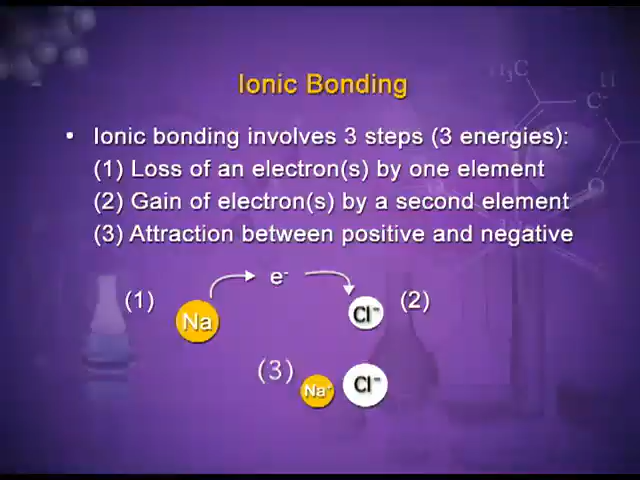 Ionic Bonding
• Ionic bonding involves 3 steps (3 energies):
(1) Loss of an electron(s) by one element
(2) Gain of electron(s) by a second element
(3) Attraction between positive and negative
e⁻
(1) Na Cl⁻ (2)
(3) Na⁺ Cl⁻
H₃C
H
C
O